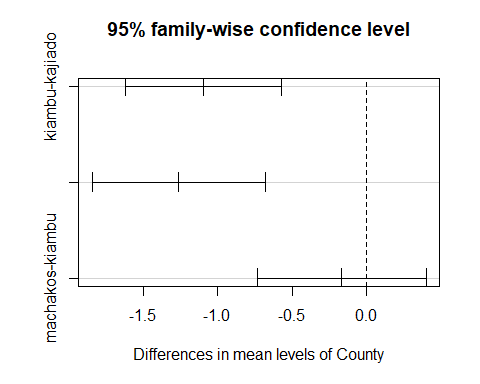 95% family-wise confidence level
kiambu-kajiado
machakos-kiambu
-1.5 -1.0 -0.5 0.0
Differences in mean levels of County